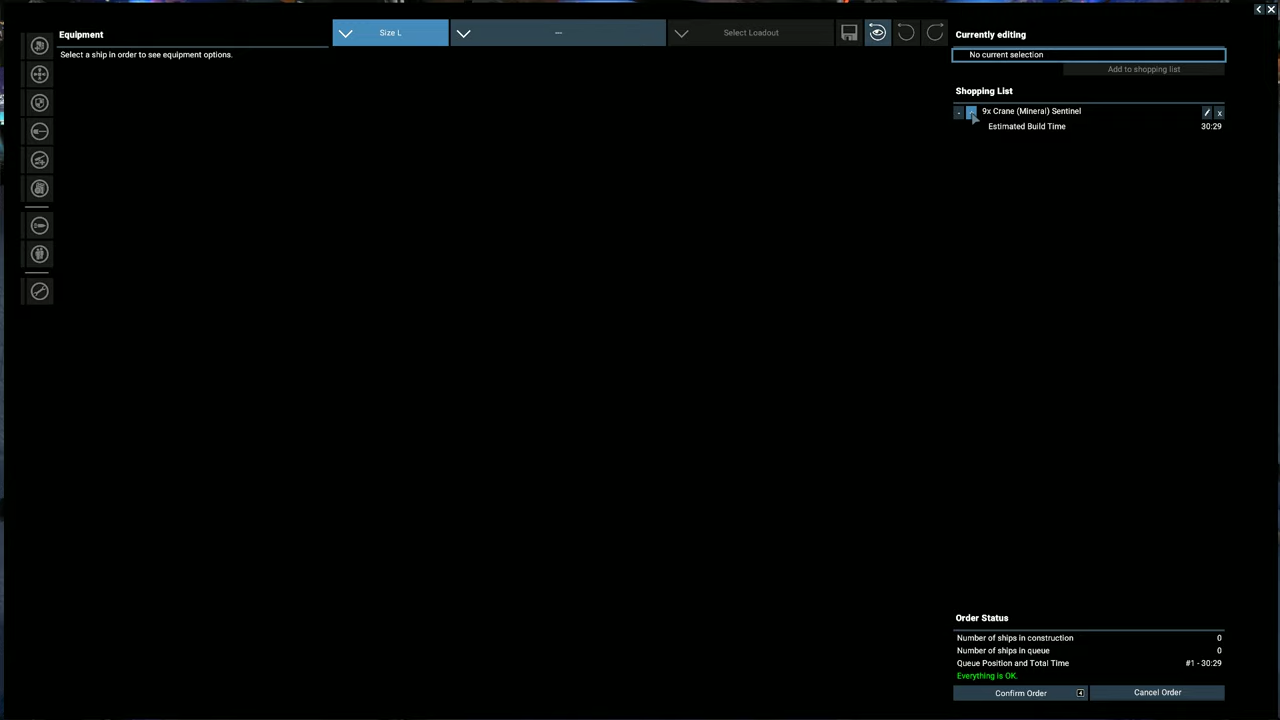 Equipment
Select a ship in order to see equipment options.
Size L
---
Select Loadout
Currently editing
No current selection
Add to shopping list
Shopping List
- + 9x Crane (Mineral) Sentinel x
Estimated Build Time 30:29
Order Status
Number of ships in construction 0
Number of ships in queue 0
Queue Position and Total Time #1 - 30:29
Everything is OK.
Confirm Order
Cancel Order